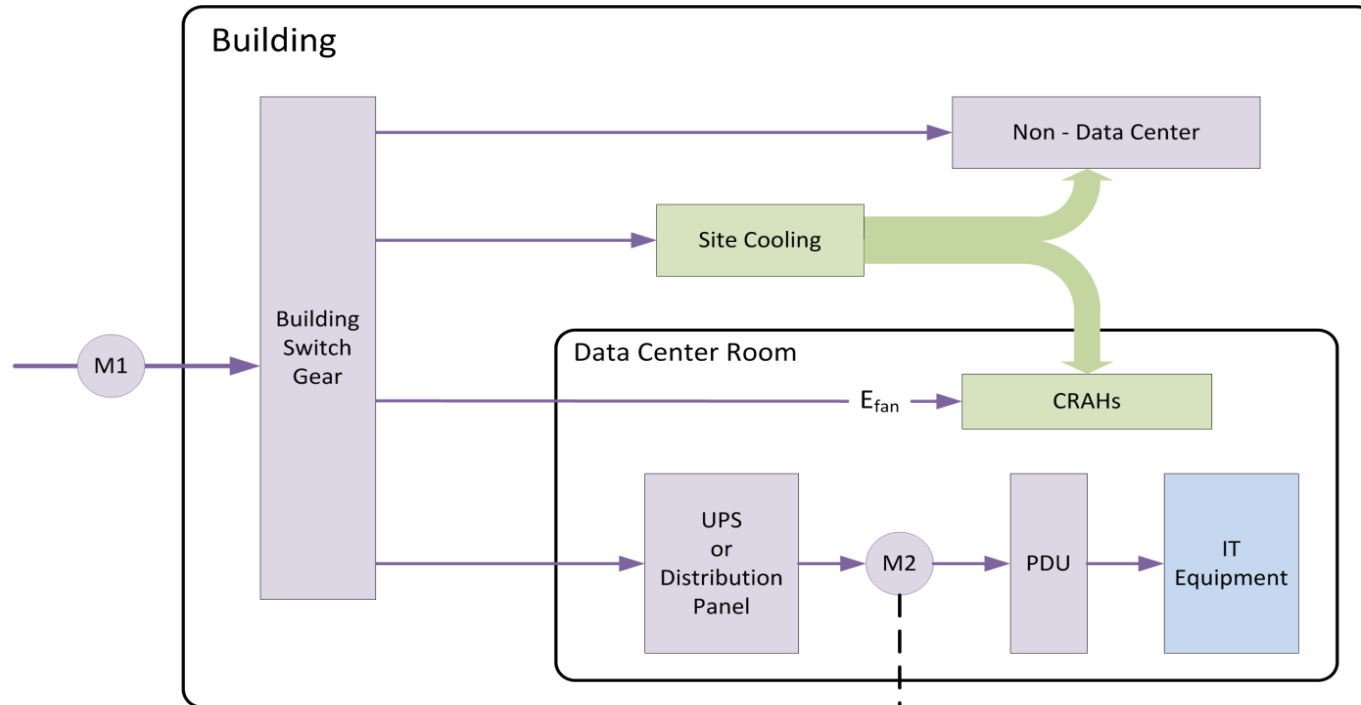 Building
Non - Data Center
Site Cooling
Building
Switch
Gear
M1
Data Center Room
E_fan
CRAHs
UPS
or
Distribution
Panel
M2
PDU
IT
Equipment